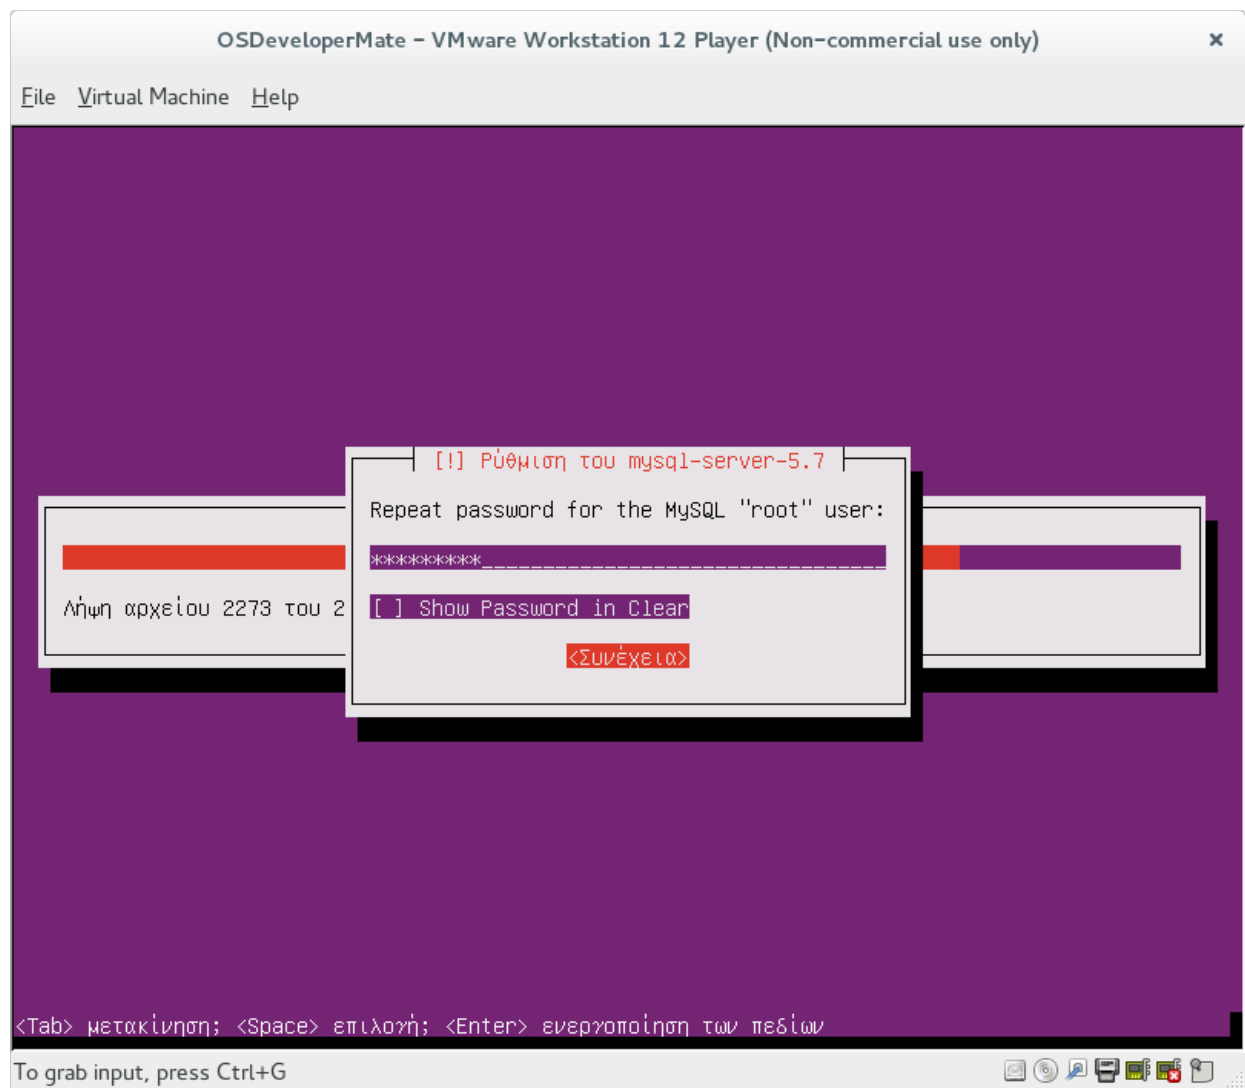 OSDeveloperMate – VMware Workstation 12 Player (Non-commercial use only)
File Virtual Machine Help
[!] Ρύθμιση του mysql-server-5.7
Repeat password for the MySQL "root" user:
*********
Λήψη αρχείου 2273 του 2
[ ] Show Password in Clear
<Συνέχεια>
<Tab> μετακίνηση; <Space> επιλογή; <Enter> ενεργοποίηση των πεδίων
To grab input, press Ctrl+G